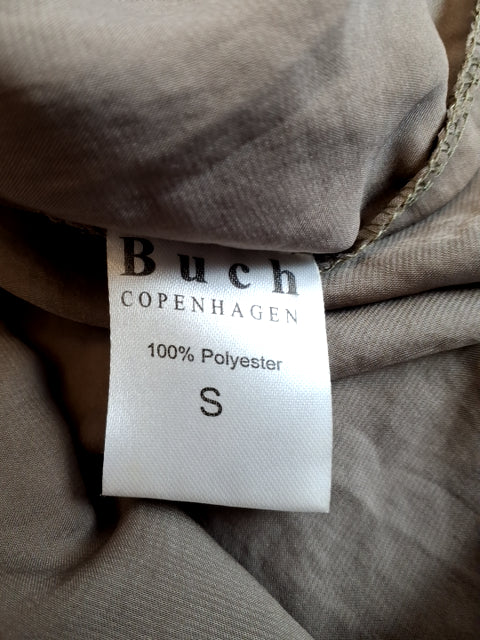 Buch
COPENHAGEN
100% Polyester
S